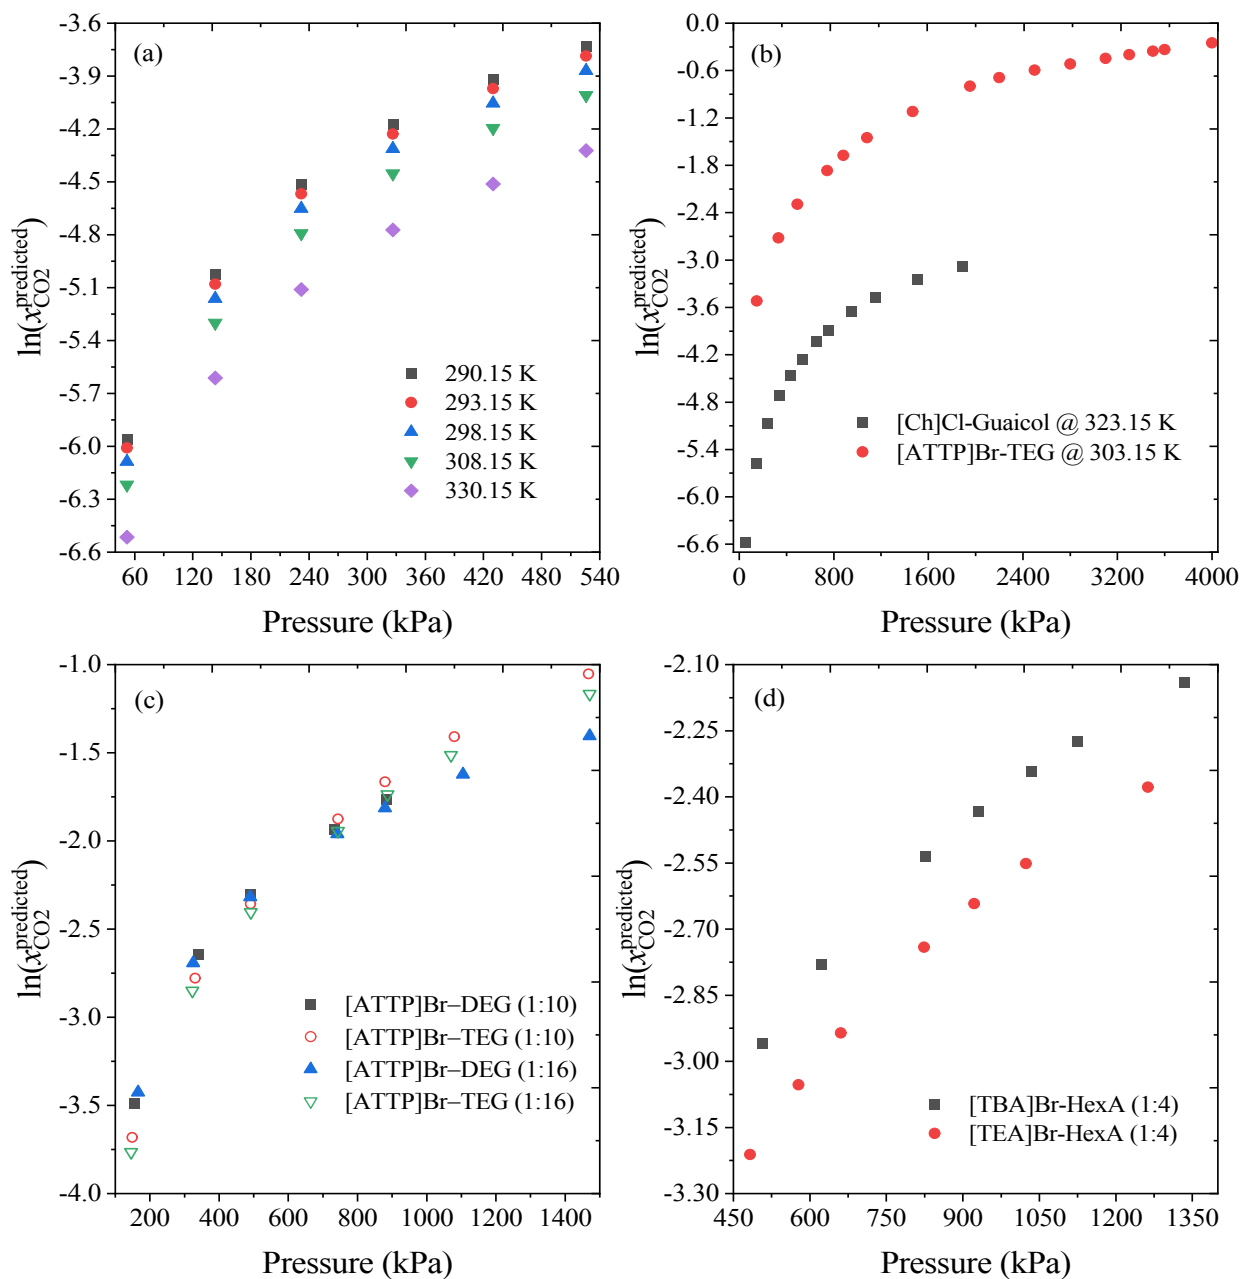 (a)
-3.6
-3.9
-4.2
-4.5
-4.8
-5.1
-5.4
-5.7
-6.0
-6.3
-6.6
ln(x_CO2^predicted)
290.15 K
293.15 K
298.15 K
308.15 K
330.15 K
60 120 180 240 300 360 420 480 540
Pressure (kPa)
(b)
0.0
-0.6
-1.2
-1.8
-2.4
-3.0
-3.6
-4.2
-4.8
-5.4
-6.0
-6.6
ln(x_CO2^predicted)
[Ch]Cl-Guaicol @ 323.15 K
[ATTP]Br-TEG @ 303.15 K
0 800 1600 2400 3200 4000
Pressure (kPa)
(c)
-1.0
-1.5
-2.0
-2.5
-3.0
-3.5
-4.0
ln(x_CO2^predicted)
[ATTP]Br–DEG (1:10)
[ATTP]Br–TEG (1:10)
[ATTP]Br–DEG (1:16)
[ATTP]Br–TEG (1:16)
200 400 600 800 1000 1200 1400
Pressure (kPa)
(d)
-2.10
-2.25
-2.40
-2.55
-2.70
-2.85
-3.00
-3.15
-3.30
ln(x_CO2^predicted)
[TBA]Br-HexA (1:4)
[TEA]Br-HexA (1:4)
450 600 750 900 1050 1200 1350
Pressure (kPa)